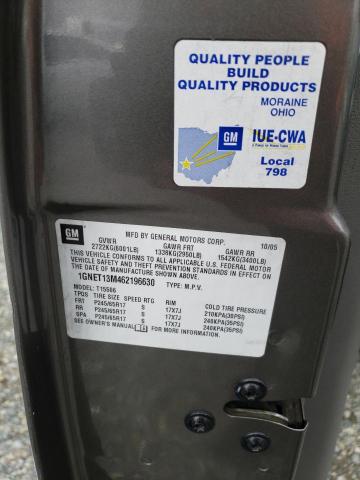 QUALITY PEOPLE
BUILD
QUALITY PRODUCTS
MORAINE
OHIO
GM
IUE-CWA
Local
798
GM
MFD BY GENERAL MOTORS CORP. 10/05
GVWR GAWR FRT GAWR RR
2722KG(6001LB) 1338KG(2950LB) 1542KG(3400LB)
THIS VEHICLE CONFORMS TO ALL APPLICABLE U.S. FEDERAL MOTOR
VEHICLE SAFETY AND THEFT PREVENTION STANDARDS IN EFFECT ON
THE DATE OF MANUFACTURE SHOWN ABOVE.
1GNET13M462196630 TYPE: M.P.V.
MODEL: T15506
TPOS TIRE SIZE SPEED RTG RIM COLD TIRE PRESSURE
FRT P245/65R17 S 17X7J 210KPA(30PSI)
RR P245/65R17 S 17X7J 240KPA(35PSI)
SPA P245/65R17 S 17X7J 240KPA(35PSI)
SEE OWNER'S MANUAL FOR MORE INFORMATION.